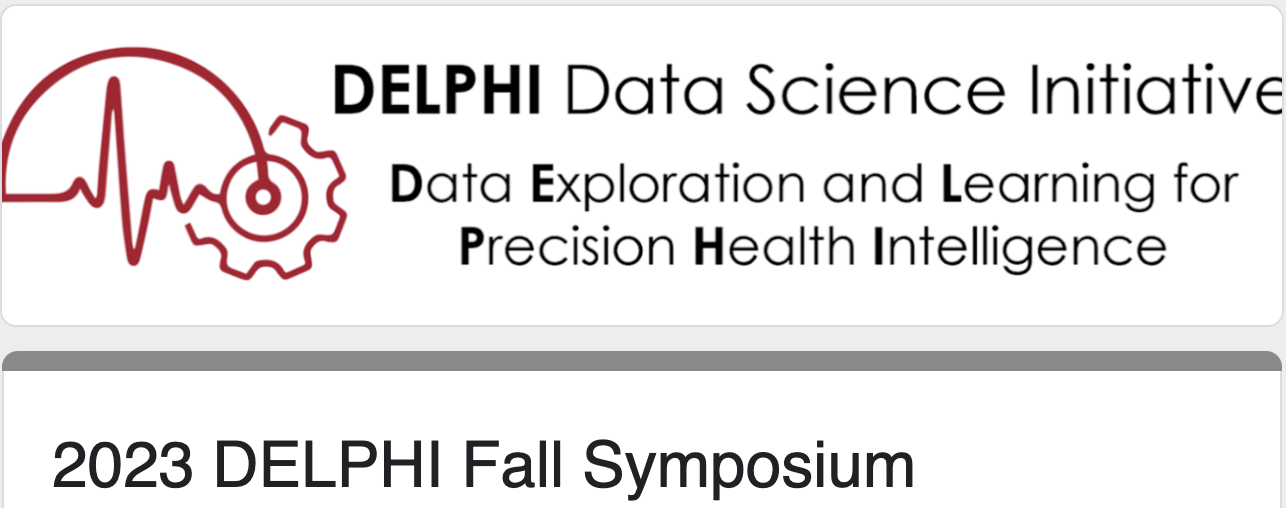 DELPHI Data Science Initiative
Data Exploration and Learning for
Precision Health Intelligence
2023 DELPHI Fall Symposium